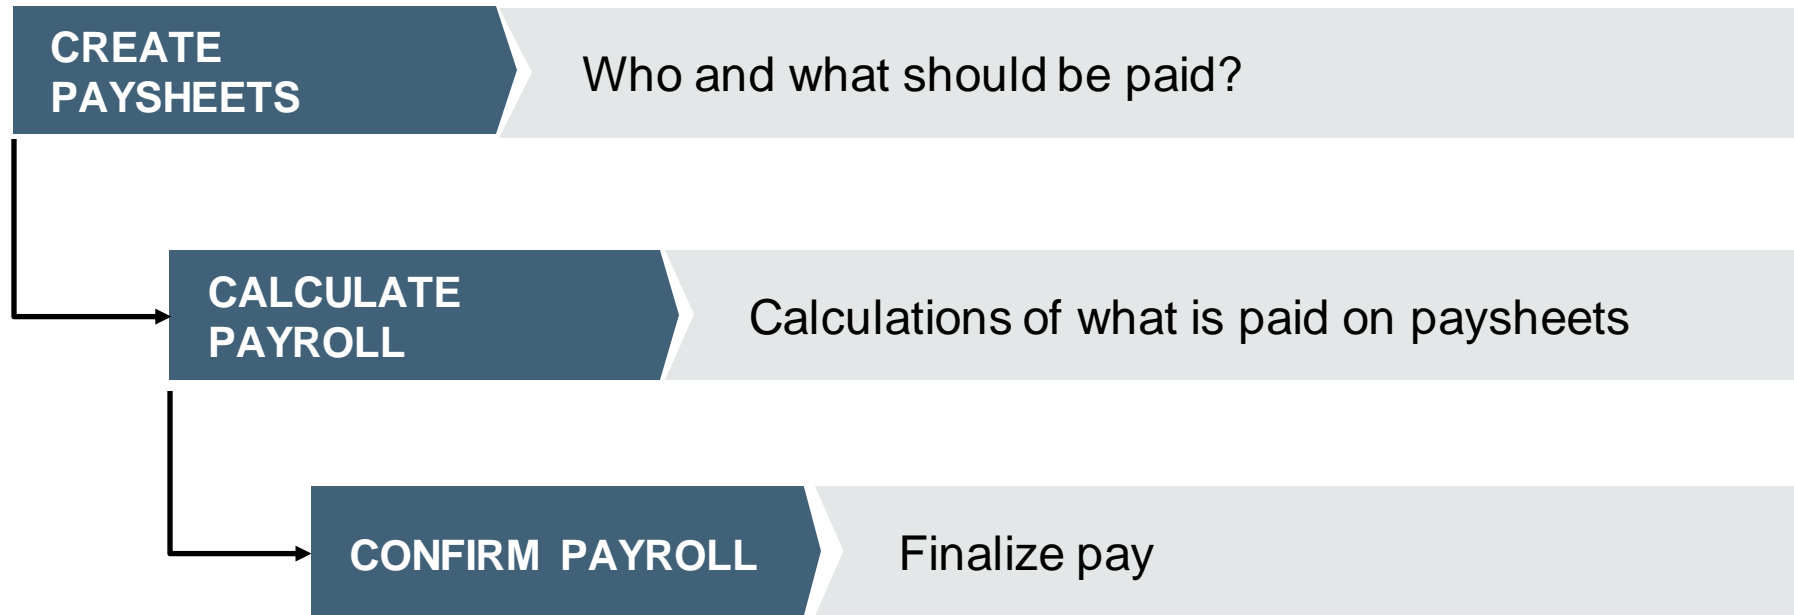 CREATE
PAYSHEETS
Who and what should be paid?
CALCULATE
PAYROLL
Calculations of what is paid on paysheets
CONFIRM PAYROLL
Finalize pay